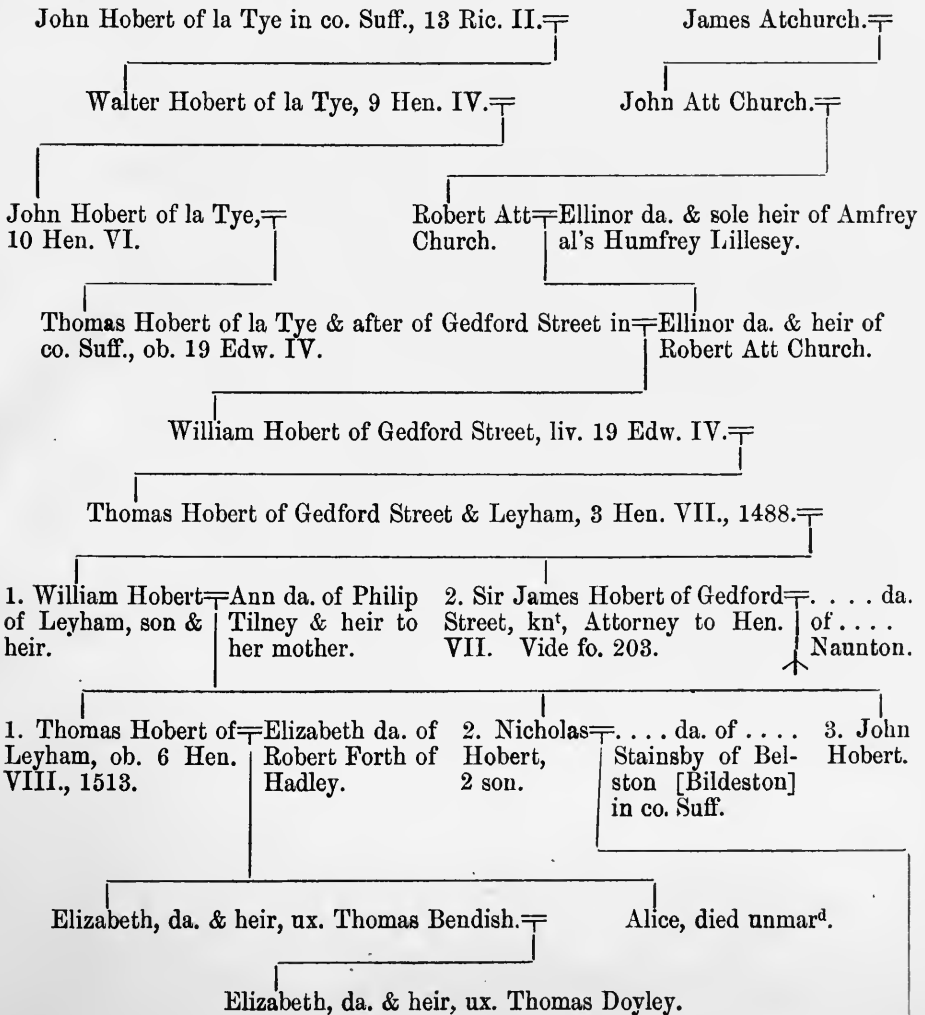 John Hobert of la Tye in co. Suff., 13 Ric. II.
James Atchurch.
Walter Hobert of la Tye, 9 Hen. IV.
John Att Church.
John Hobert of la Tye,
10 Hen. VI.
Robert Att
Church.
Ellinor da. & sole heir of Amfrey
al's Humfrey Lillesey.
Thomas Hobert of la Tye & after of Gedford Street in
co. Suff., ob. 19 Edw. IV.
Ellinor da. & heir of
Robert Att Church.
William Hobert of Gedford Street, liv. 19 Edw. IV.
Thomas Hobert of Gedford Street & Leyham, 3 Hen. VII., 1488.
1. William Hobert
of Leyham, son &
heir.
Ann da. of Philip
Tilney & heir to
her mother.
2. Sir James Hobert of Gedford
Street, knᵗ, Attorney to Hen.
VII. Vide fo. 203.
. . . . da.
of . . . .
Naunton.
1. Thomas Hobert of
Leyham, ob. 6 Hen.
VIII., 1513.
Elizabeth da. of
Robert Forth of
Hadley.
2. Nicholas
Hobert,
2 son.
. . . . da. of . . . .
Stainsby of Bel-
ston [Bildeston]
in co. Suff.
3. John
Hobert.
Elizabeth, da. & heir, ux. Thomas Bendish.
Alice, died unmarᵈ.
Elizabeth, da. & heir, ux. Thomas Doyley.